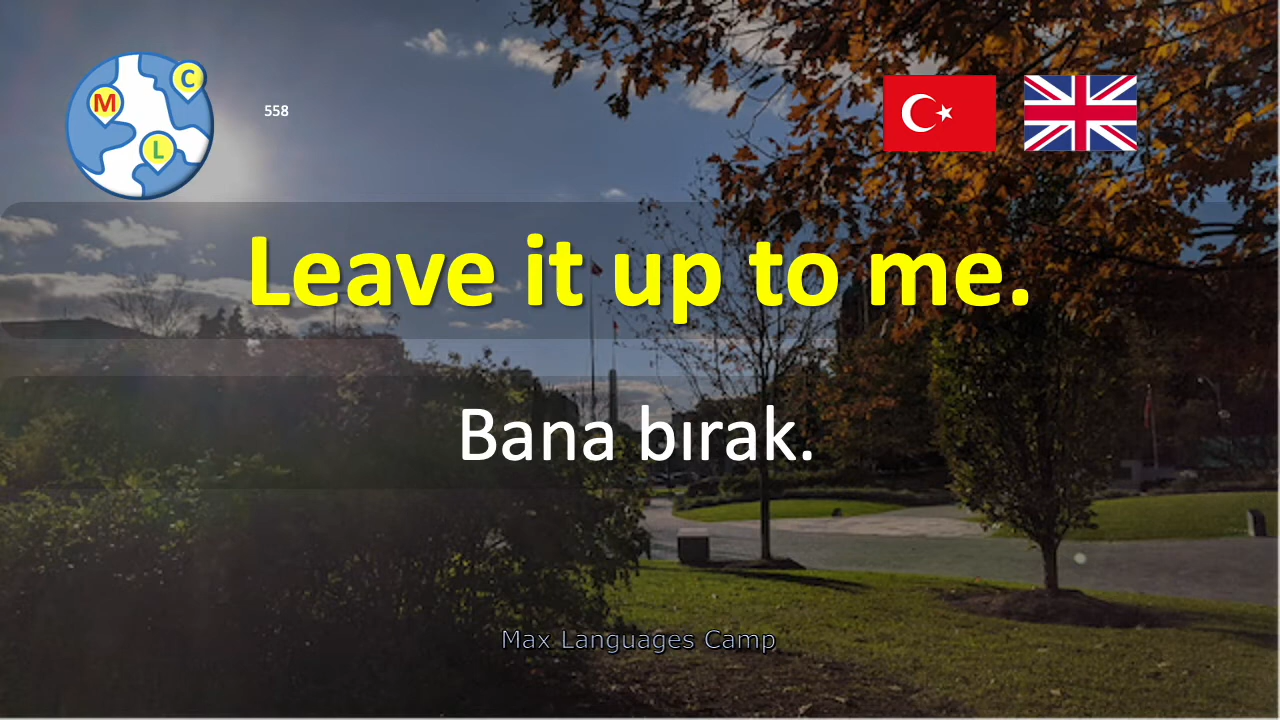 C
M
L
558
Leave it up to me.
Bana bırak.
Max Languages Camp